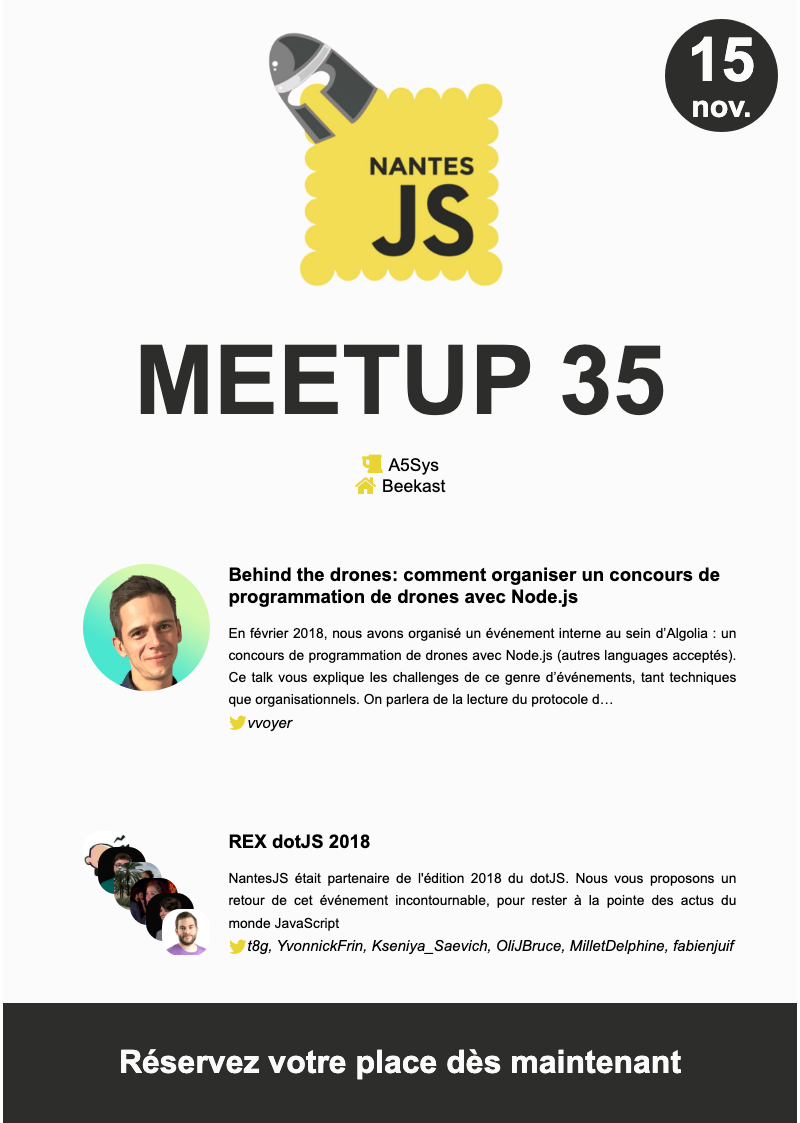 15
nov.
NANTES
JS
MEETUP 35
A5Sys
Beekast
Behind the drones: comment organiser un concours de
programmation de drones avec Node.js
En février 2018, nous avons organisé un événement interne au sein d’Algolia : un
concours de programmation de drones avec Node.js (autres languages acceptés).
Ce talk vous explique les challenges de ce genre d’événements, tant techniques
que organisationnels. On parlera de la lecture du protocole d…
vvoyer
REX dotJS 2018
NantesJS était partenaire de l'édition 2018 du dotJS. Nous vous proposons un
retour de cet événement incontournable, pour rester à la pointe des actus du
monde JavaScript
t8g, YvonnickFrin, Kseniya_Saevich, OliJBruce, MilletDelphine, fabienjuif
Réservez votre place dès maintenant